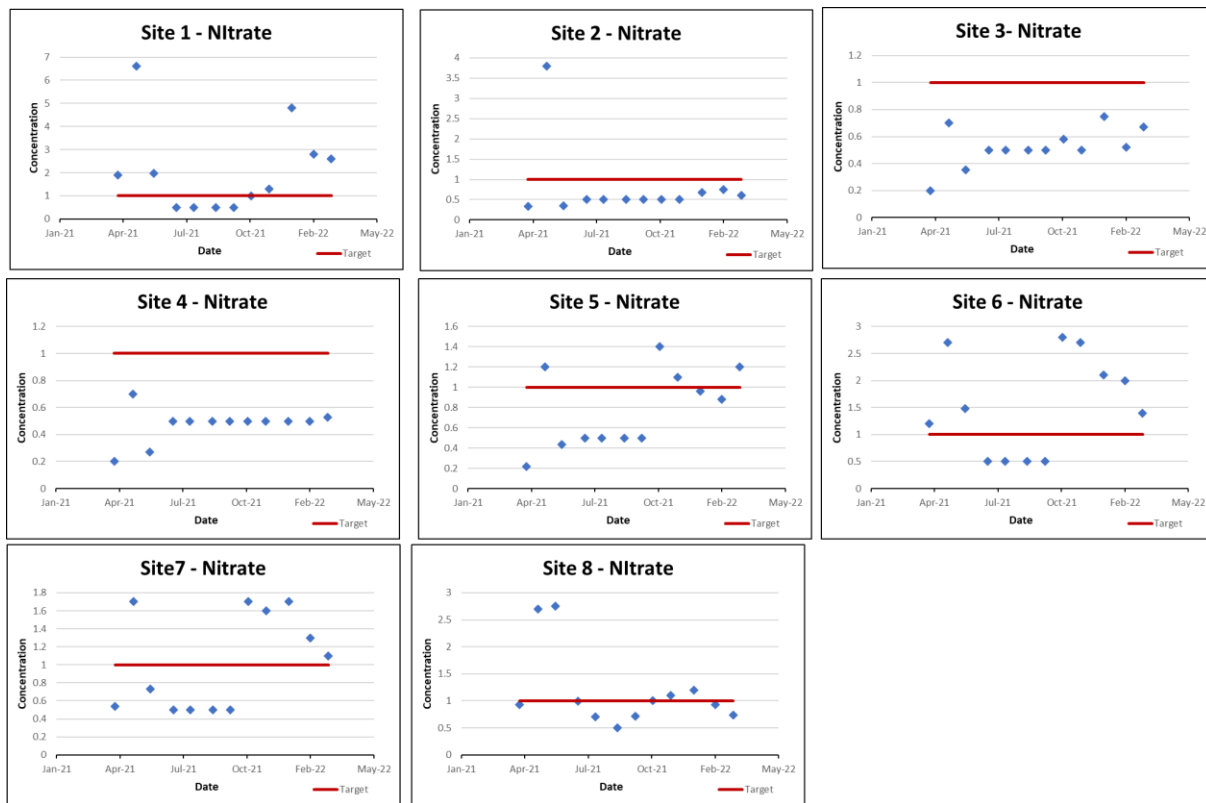 Site 1 - NItrate
7
6
5
4
3
2
1
0
Concentration
Jan-21 Apr-21 Jul-21 Oct-21 Feb-22 May-22
Date
Target
Site 2 - Nitrate
4
3.5
3
2.5
2
1.5
1
0.5
0
Concentration
Jan-21 Apr-21 Jul-21 Oct-21 Feb-22 May-22
Date
Target
Site 3- Nitrate
1.2
1
0.8
0.6
0.4
0.2
0
Concentration
Jan-21 Apr-21 Jul-21 Oct-21 Feb-22 May-22
Date
Target
Site 4 - Nitrate
1.2
1
0.8
0.6
0.4
0.2
0
Concentration
Jan-21 Apr-21 Jul-21 Oct-21 Feb-22 May-22
Date
Target
Site 5 - Nitrate
1.6
1.4
1.2
1
0.8
0.6
0.4
0.2
0
Concentration
Jan-21 Apr-21 Jul-21 Oct-21 Feb-22 May-22
Date
Target
Site 6 - Nitrate
3
2.5
2
1.5
1
0.5
0
Concentration
Jan-21 Apr-21 Jul-21 Oct-21 Feb-22 May-22
Date
Target
Site7 - Nitrate
1.8
1.6
1.4
1.2
1
0.8
0.6
0.4
0.2
0
Concentration
Jan-21 Apr-21 Jul-21 Oct-21 Feb-22 May-22
Date
Target
Site 8 - NItrate
3
2.5
2
1.5
1
0.5
0
Concentration
Jan-21 Apr-21 Jul-21 Oct-21 Feb-22 May-22
Date
Target